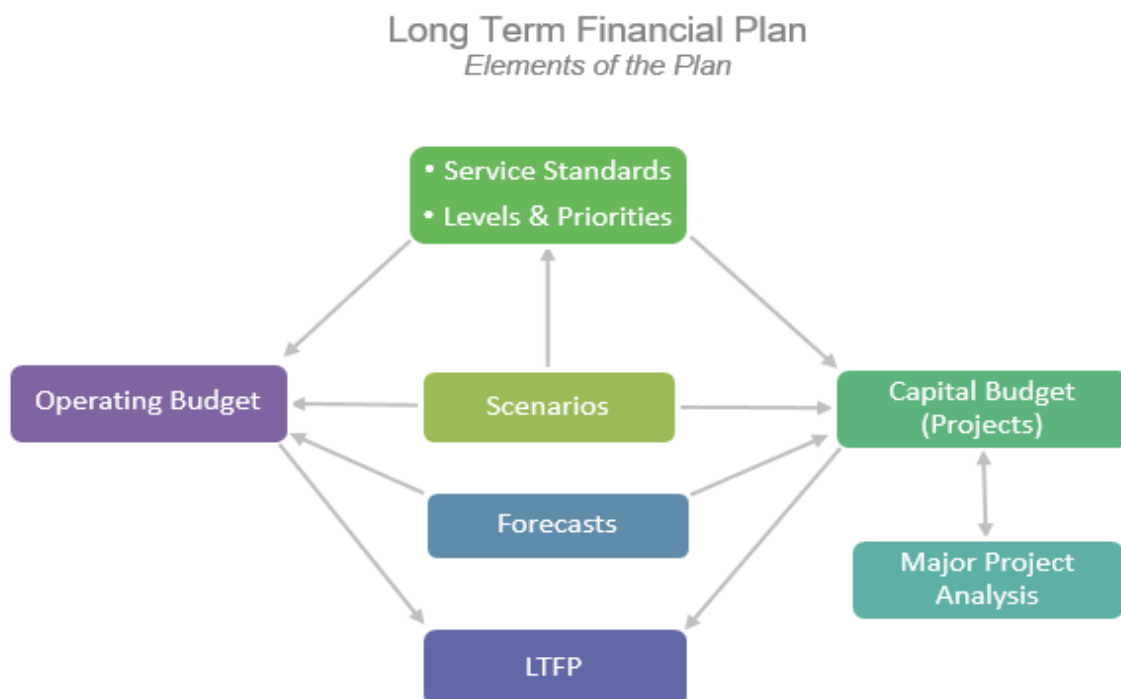 Long Term Financial Plan
Elements of the Plan
• Service Standards
• Levels & Priorities
Operating Budget
Scenarios
Capital Budget
(Projects)
Forecasts
Major Project
Analysis
LTFP